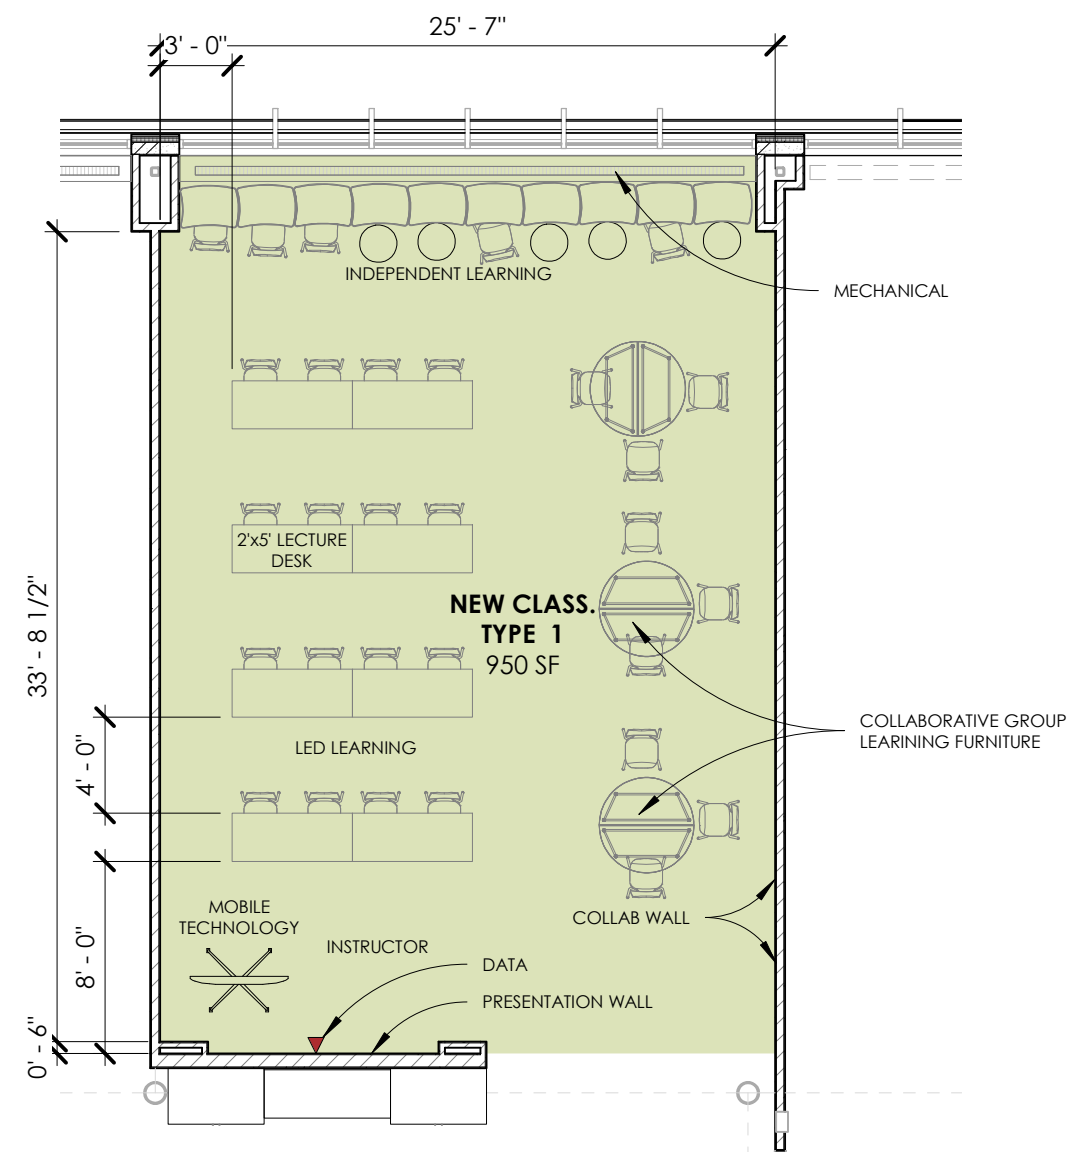 25' - 7"
3' - 0"
INDEPENDENT LEARNING
MECHANICAL
2'x5' LECTURE
DESK
NEW CLASS.
TYPE 1
950 SF
33' - 8 1/2"
COLLABORATIVE GROUP
LEARINING FURNITURE
LED LEARNING
4' - 0"
MOBILE
TECHNOLOGY
COLLAB WALL
INSTRUCTOR
8' - 0"
DATA
PRESENTATION WALL
0' - 6"